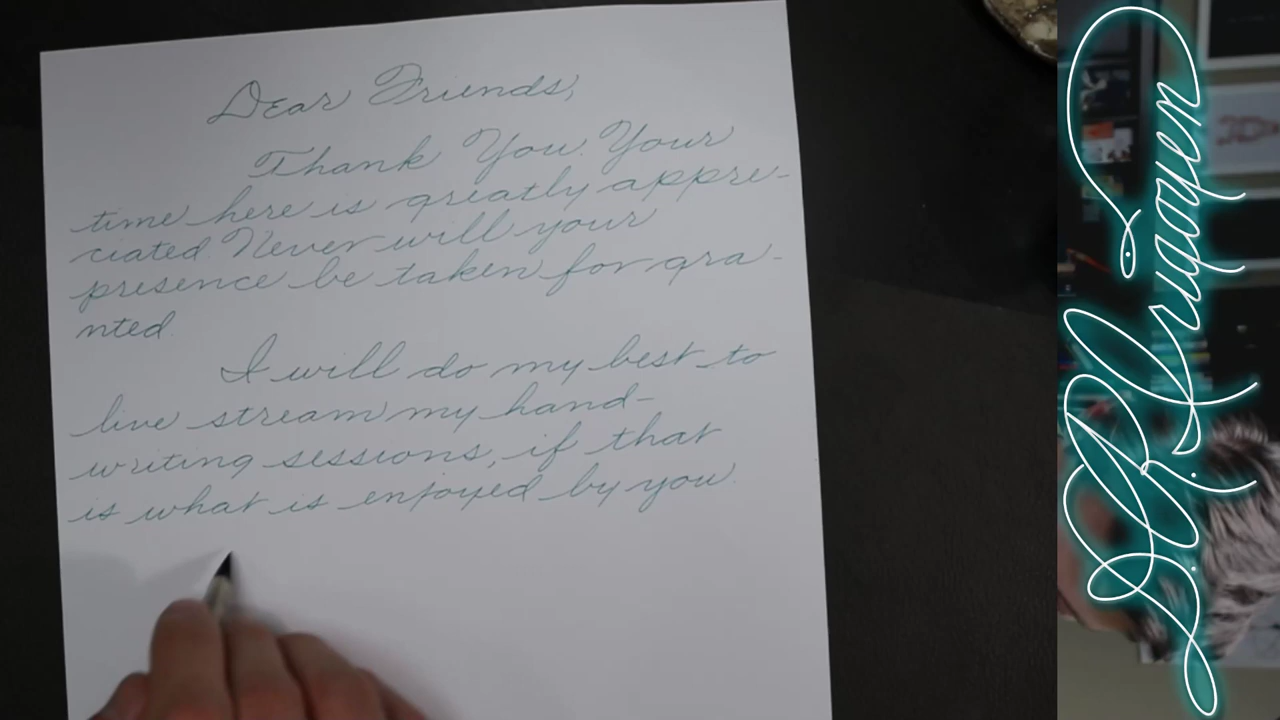 Dear Friends,
Thank You. Your
time here is greatly appre-
ciated. Never will your
presence be taken for gra-
nted.
I will do my best to
live stream my hand-
writing sessions, if that
is what is enjoyed by you.